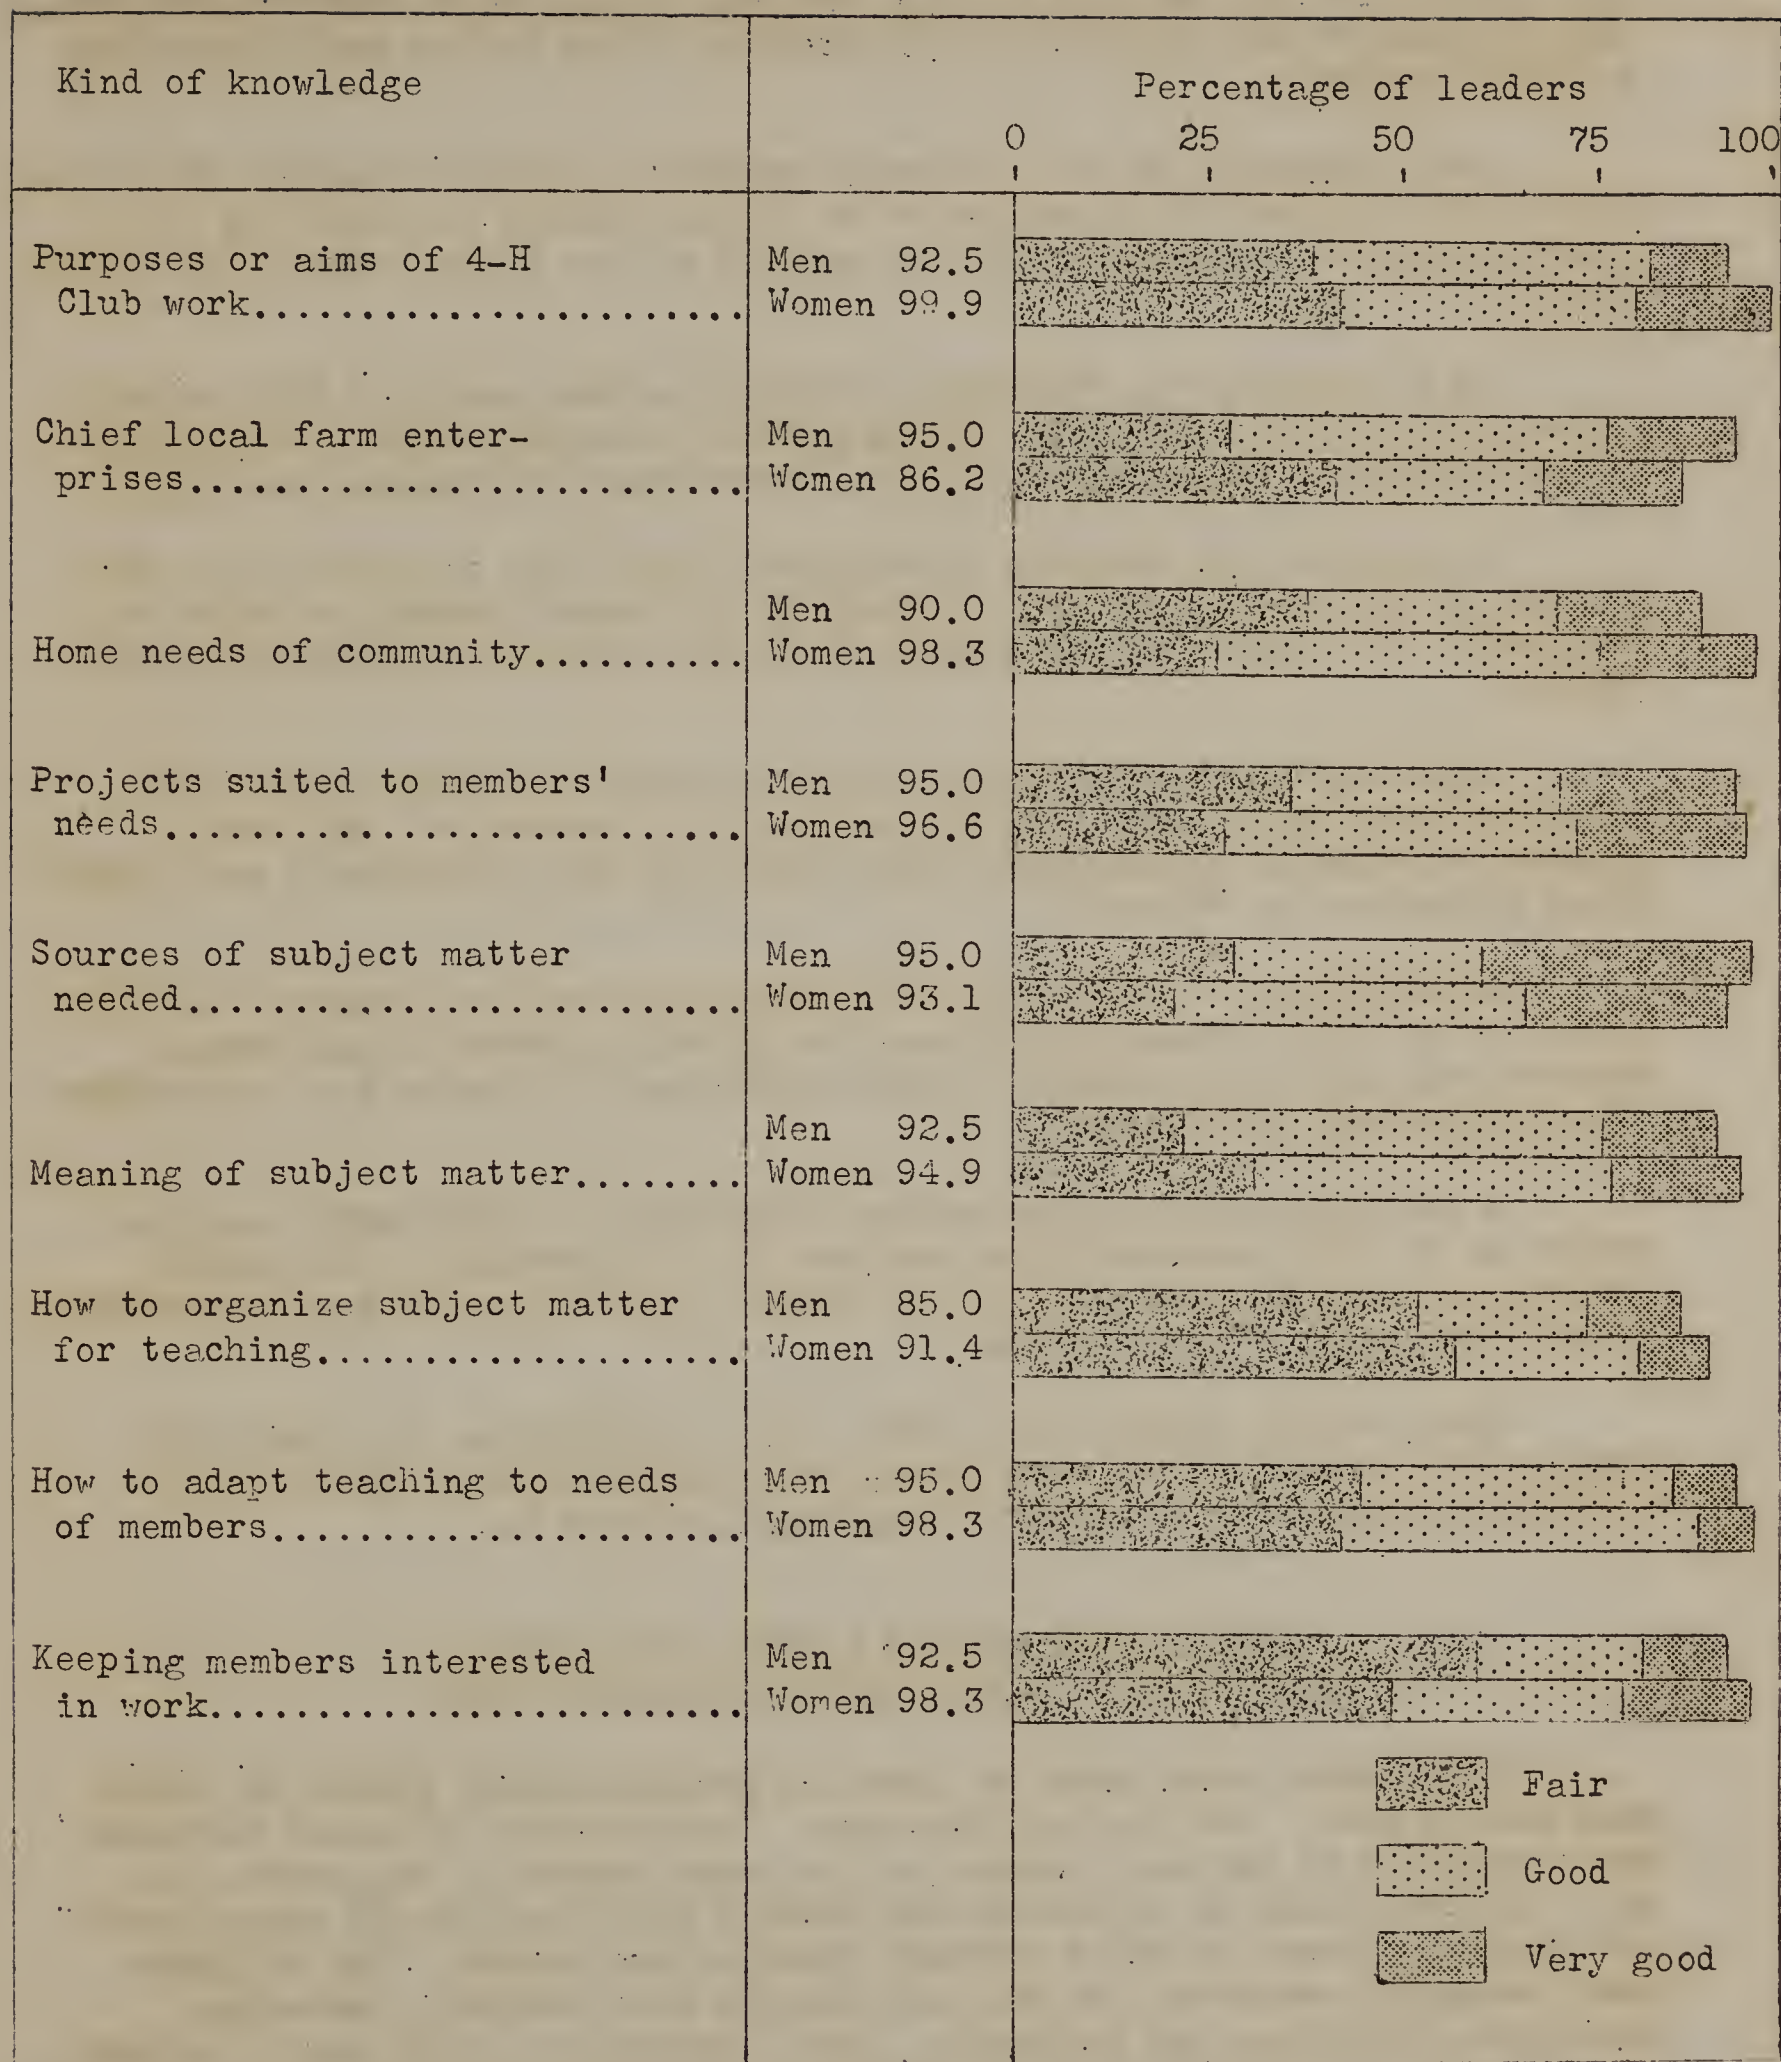 Kind of knowledge
Percentage of leaders
0 25 50 75 100
Purposes or aims of 4-H Men 92.5
Club work...................... Women 99.9
Chief local farm enter- Men 95.0
prises......................... Women 86.2
Men 90.0
Home needs of community.......... Women 98.3
Projects suited to members' Men 95.0
needs.......................... Women 96.6
Sources of subject matter Men 95.0
needed......................... Women 93.1
Men 92.5
Meaning of subject matter........ Women 94.9
How to organize subject matter Men 85.0
for teaching................... Women 91.4
How to adapt teaching to needs Men 95.0
of members..................... Women 98.3
Keeping members interested Men 92.5
in work........................ Women 98.3
Fair
Good
Very good